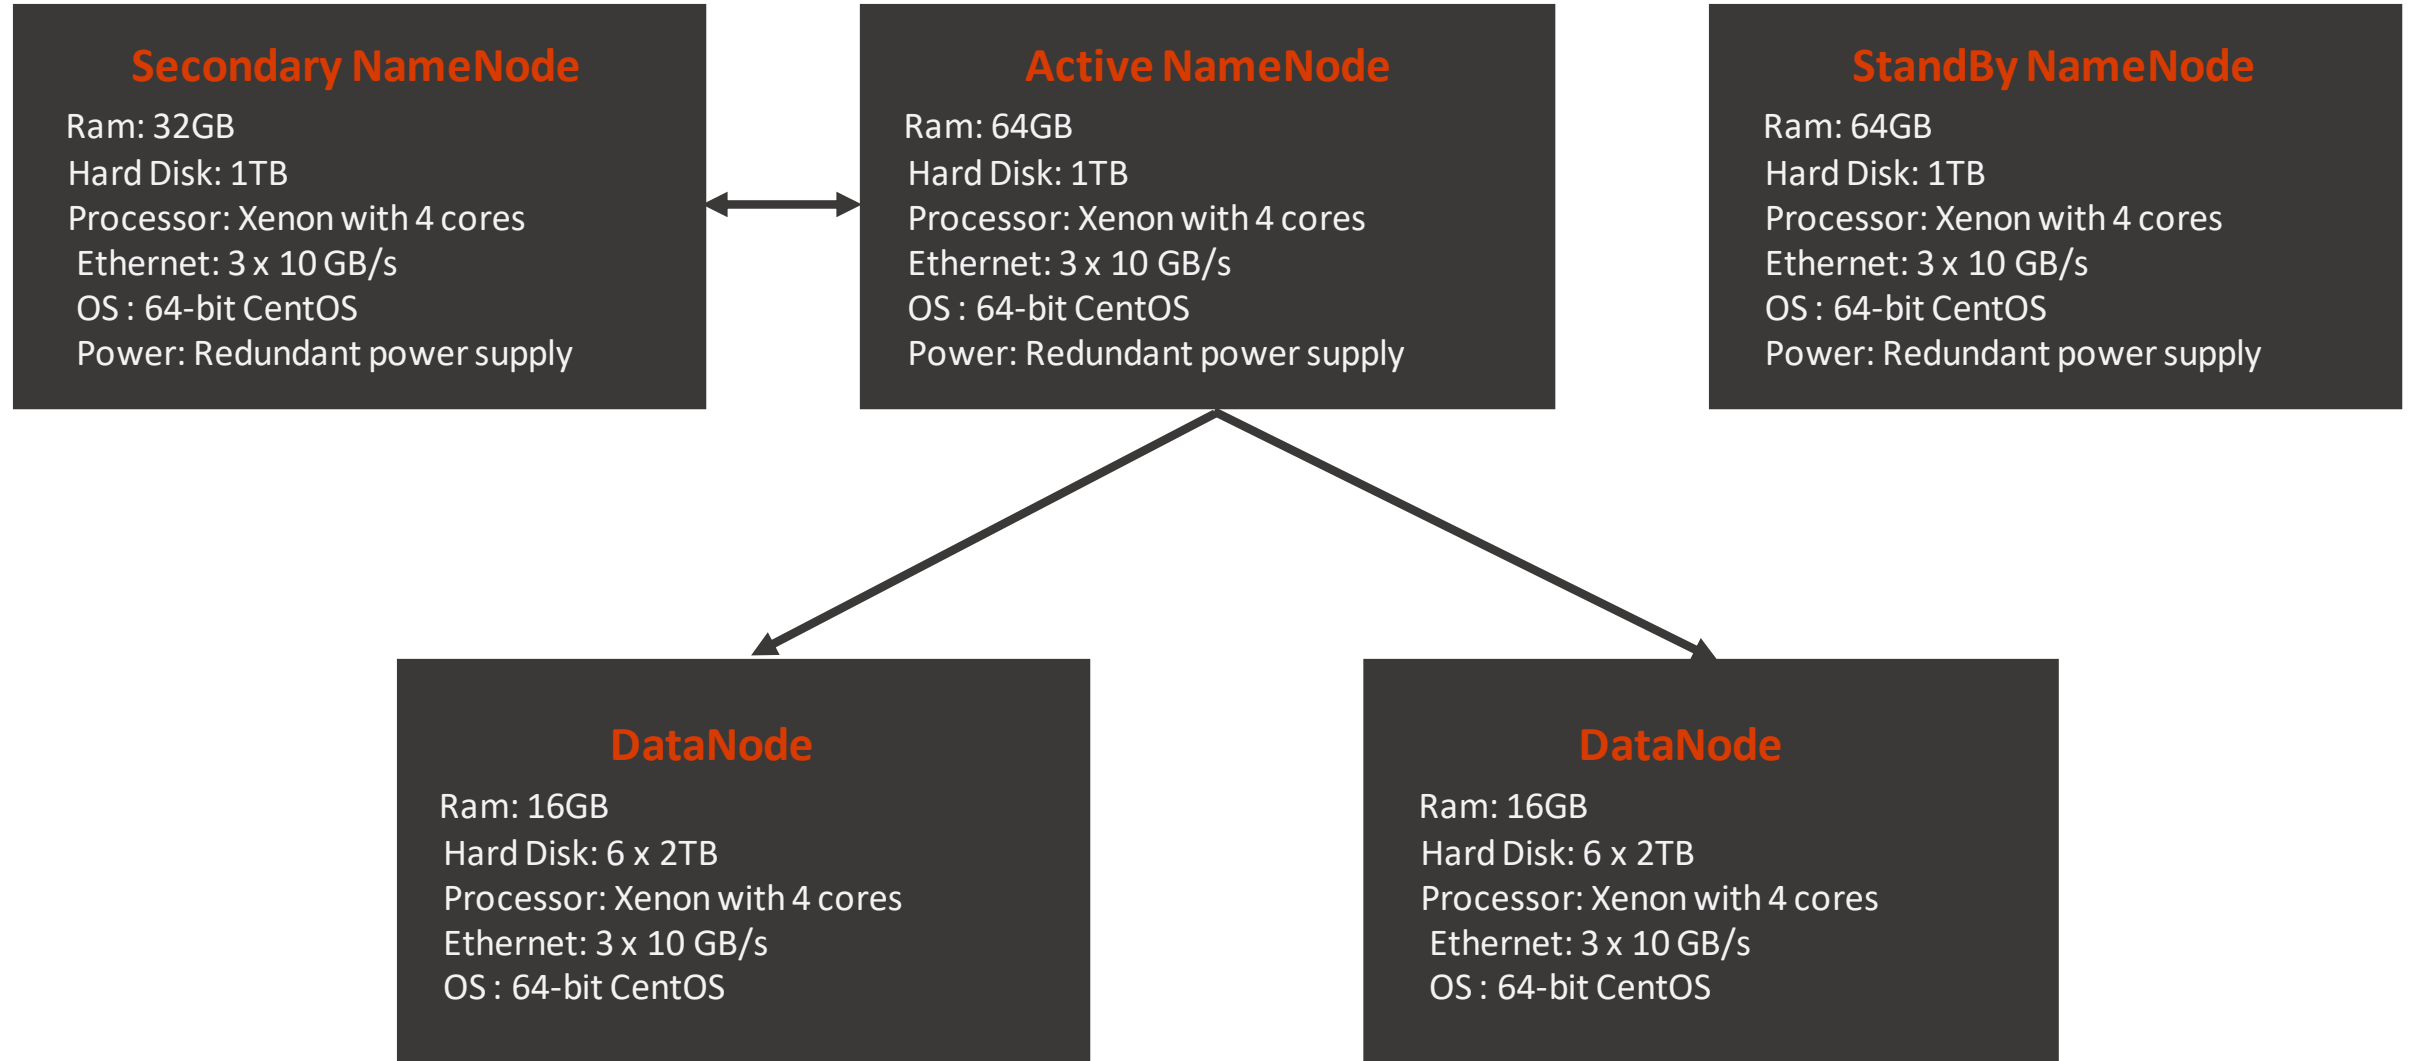 Secondary NameNode
Ram: 32GB
Hard Disk: 1TB
Processor: Xenon with 4 cores
Ethernet: 3 x 10 GB/s
OS : 64-bit CentOS
Power: Redundant power supply
Active NameNode
Ram: 64GB
Hard Disk: 1TB
Processor: Xenon with 4 cores
Ethernet: 3 x 10 GB/s
OS : 64-bit CentOS
Power: Redundant power supply
StandBy NameNode
Ram: 64GB
Hard Disk: 1TB
Processor: Xenon with 4 cores
Ethernet: 3 x 10 GB/s
OS : 64-bit CentOS
Power: Redundant power supply
DataNode
Ram: 16GB
Hard Disk: 6 x 2TB
Processor: Xenon with 4 cores
Ethernet: 3 x 10 GB/s
OS : 64-bit CentOS
DataNode
Ram: 16GB
Hard Disk: 6 x 2TB
Processor: Xenon with 4 cores
Ethernet: 3 x 10 GB/s
OS : 64-bit CentOS